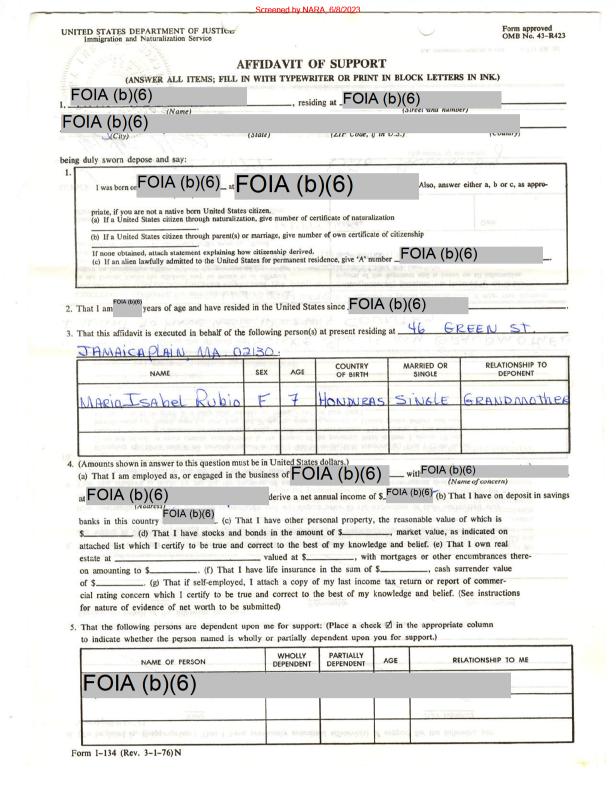 Screened by NARA, 6/8/2023
UNITED STATES DEPARTMENT OF JUSTICE
Immigration and Naturalization Service
Form approved
OMB No. 43-R423
AFFIDAVIT OF SUPPORT
(ANSWER ALL ITEMS; FILL IN WITH TYPEWRITER OR PRINT IN BLOCK LETTERS IN INK.)
I, FOIA (b)(6), residing at FOIA (b)(6)
(Name) (Street and number)
FOIA (b)(6)
(City) (State) (ZIP Code, if in U.S.) (Country)
being duly sworn depose and say:
1.
I was born on FOIA (b)(6) at FOIA (b)(6) Also, answer either a, b or c, as appro-
priate, if you are not a native born United States citizen.
(a) If a United States citizen through naturalization, give number of certificate of naturalization
(b) If a United States citizen through parent(s) or marriage, give number of own certificate of citizenship
If none obtained, attach statement explaining how citizenship derived.
(c) If an alien lawfully admitted to the United States for permanent residence, give 'A' number FOIA (b)(6).
2. That I am FOIA (b)(6) years of age and have resided in the United States since FOIA (b)(6)
3. That this affidavit is executed in behalf of the following person(s) at present residing at 46 GREEN ST.
JAMAICAPLAIN, MA. 02130.
NAME SEX AGE COUNTRY OF BIRTH MARRIED OR SINGLE RELATIONSHIP TO DEPONENT
Maria Isabel Rubio F 7 HONDURAS SINGLE GRANDMOTHER
4. (Amounts shown in answer to this question must be in United States dollars.)
(a) That I am employed as, or engaged in the business of FOIA (b)(6) with FOIA (b)(6)
(Name of concern)
at FOIA (b)(6) derive a net annual income of $ FOIA (b)(6) (b) That I have on deposit in savings
(Address)
banks in this country FOIA (b)(6) (c) That I have other personal property, the reasonable value of which is
$ (d) That I have stocks and bonds in the amount of $, market value, as indicated on
attached list which I certify to be true and correct to the best of my knowledge and belief. (e) That I own real
estate at valued at $, with mortgages or other encumbrances there-
on amounting to $. (f) That I have life insurance in the sum of $, cash surrender value
of $. (g) That if self-employed, I attach a copy of my last income tax return or report of commer-
cial rating concern which I certify to be true and correct to the best of my knowledge and belief. (See instructions
for nature of evidence of net worth to be submitted)
5. That the following persons are dependent upon me for support: (Place a check ☑ in the appropriate column
to indicate whether the person named is wholly or partially dependent upon you for support.)
NAME OF PERSON WHOLLY DEPENDENT PARTIALLY DEPENDENT AGE RELATIONSHIP TO ME
FOIA (b)(6)
Form I-134 (Rev. 3-1-76) N